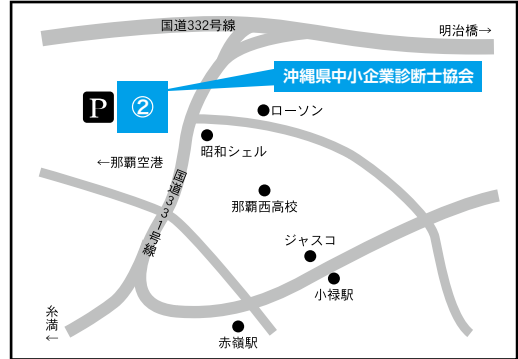 国道332号線
明治橋→
沖縄県中小企業診断士協会
P
②
ローソン
昭和シェル
←那覇空港
国道331号線
那覇西高校
ジャスコ
小禄駅
糸満←
赤嶺駅